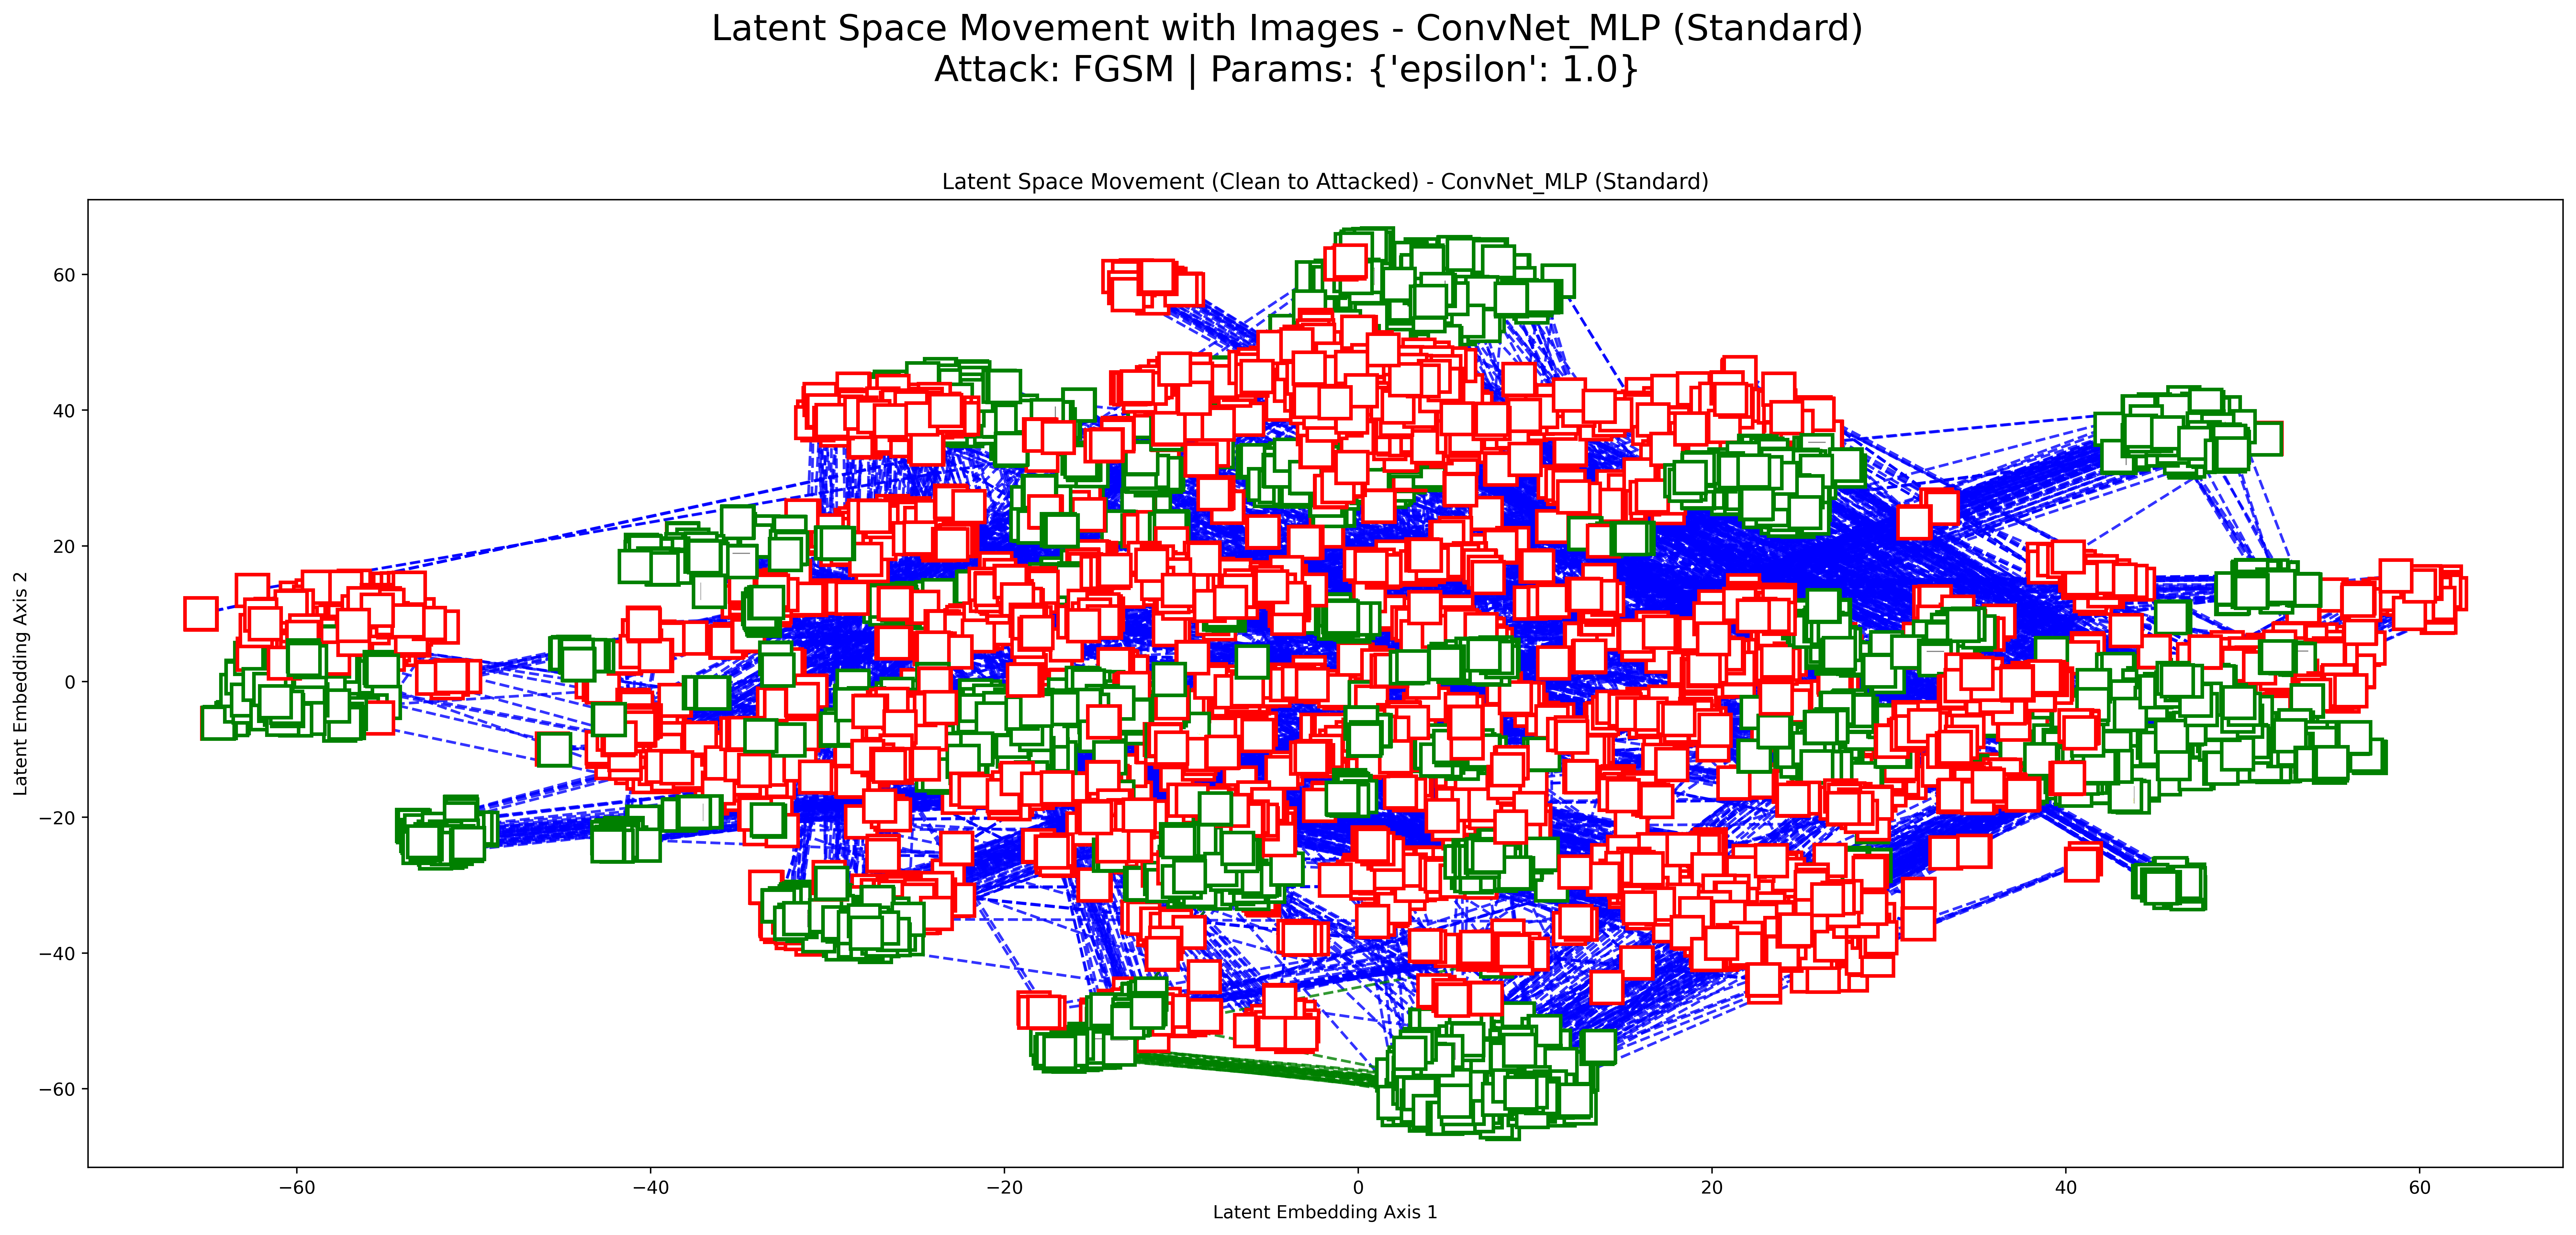 Latent Space Movement with Images - ConvNet_MLP (Standard)
Attack: FGSM | Params: {'epsilon': 1.0}
Latent Space Movement (Clean to Attacked) - ConvNet_MLP (Standard)
Latent Embedding Axis 2
60
40
20
0
−20
−40
−60
−60
−40
−20
0
20
40
60
Latent Embedding Axis 1